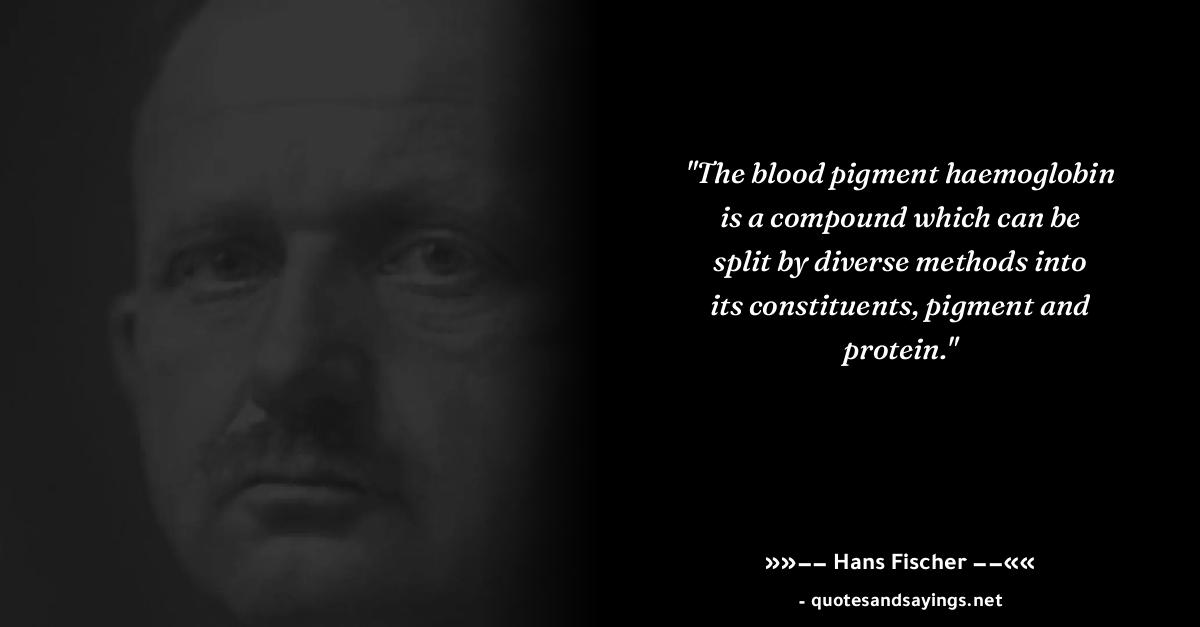 "The blood pigment haemoglobin
is a compound which can be
split by diverse methods into
its constituents, pigment and
protein."
»»−− Hans Fischer −−««
- quotesandsayings.net